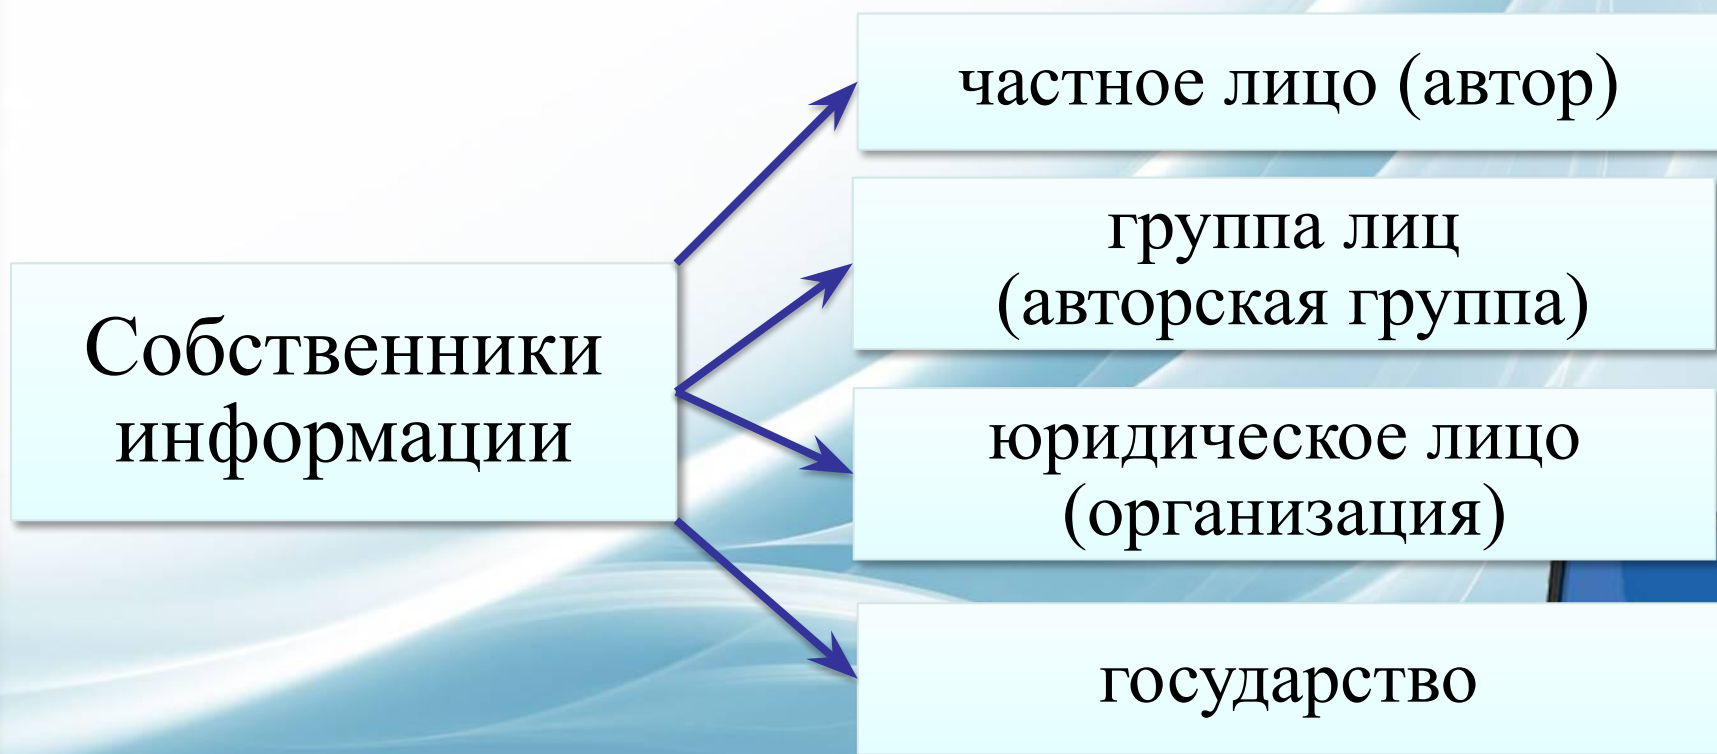 Собственники
информации
частное лицо (автор)
группа лиц
(авторская группа)
юридическое лицо
(организация)
государство